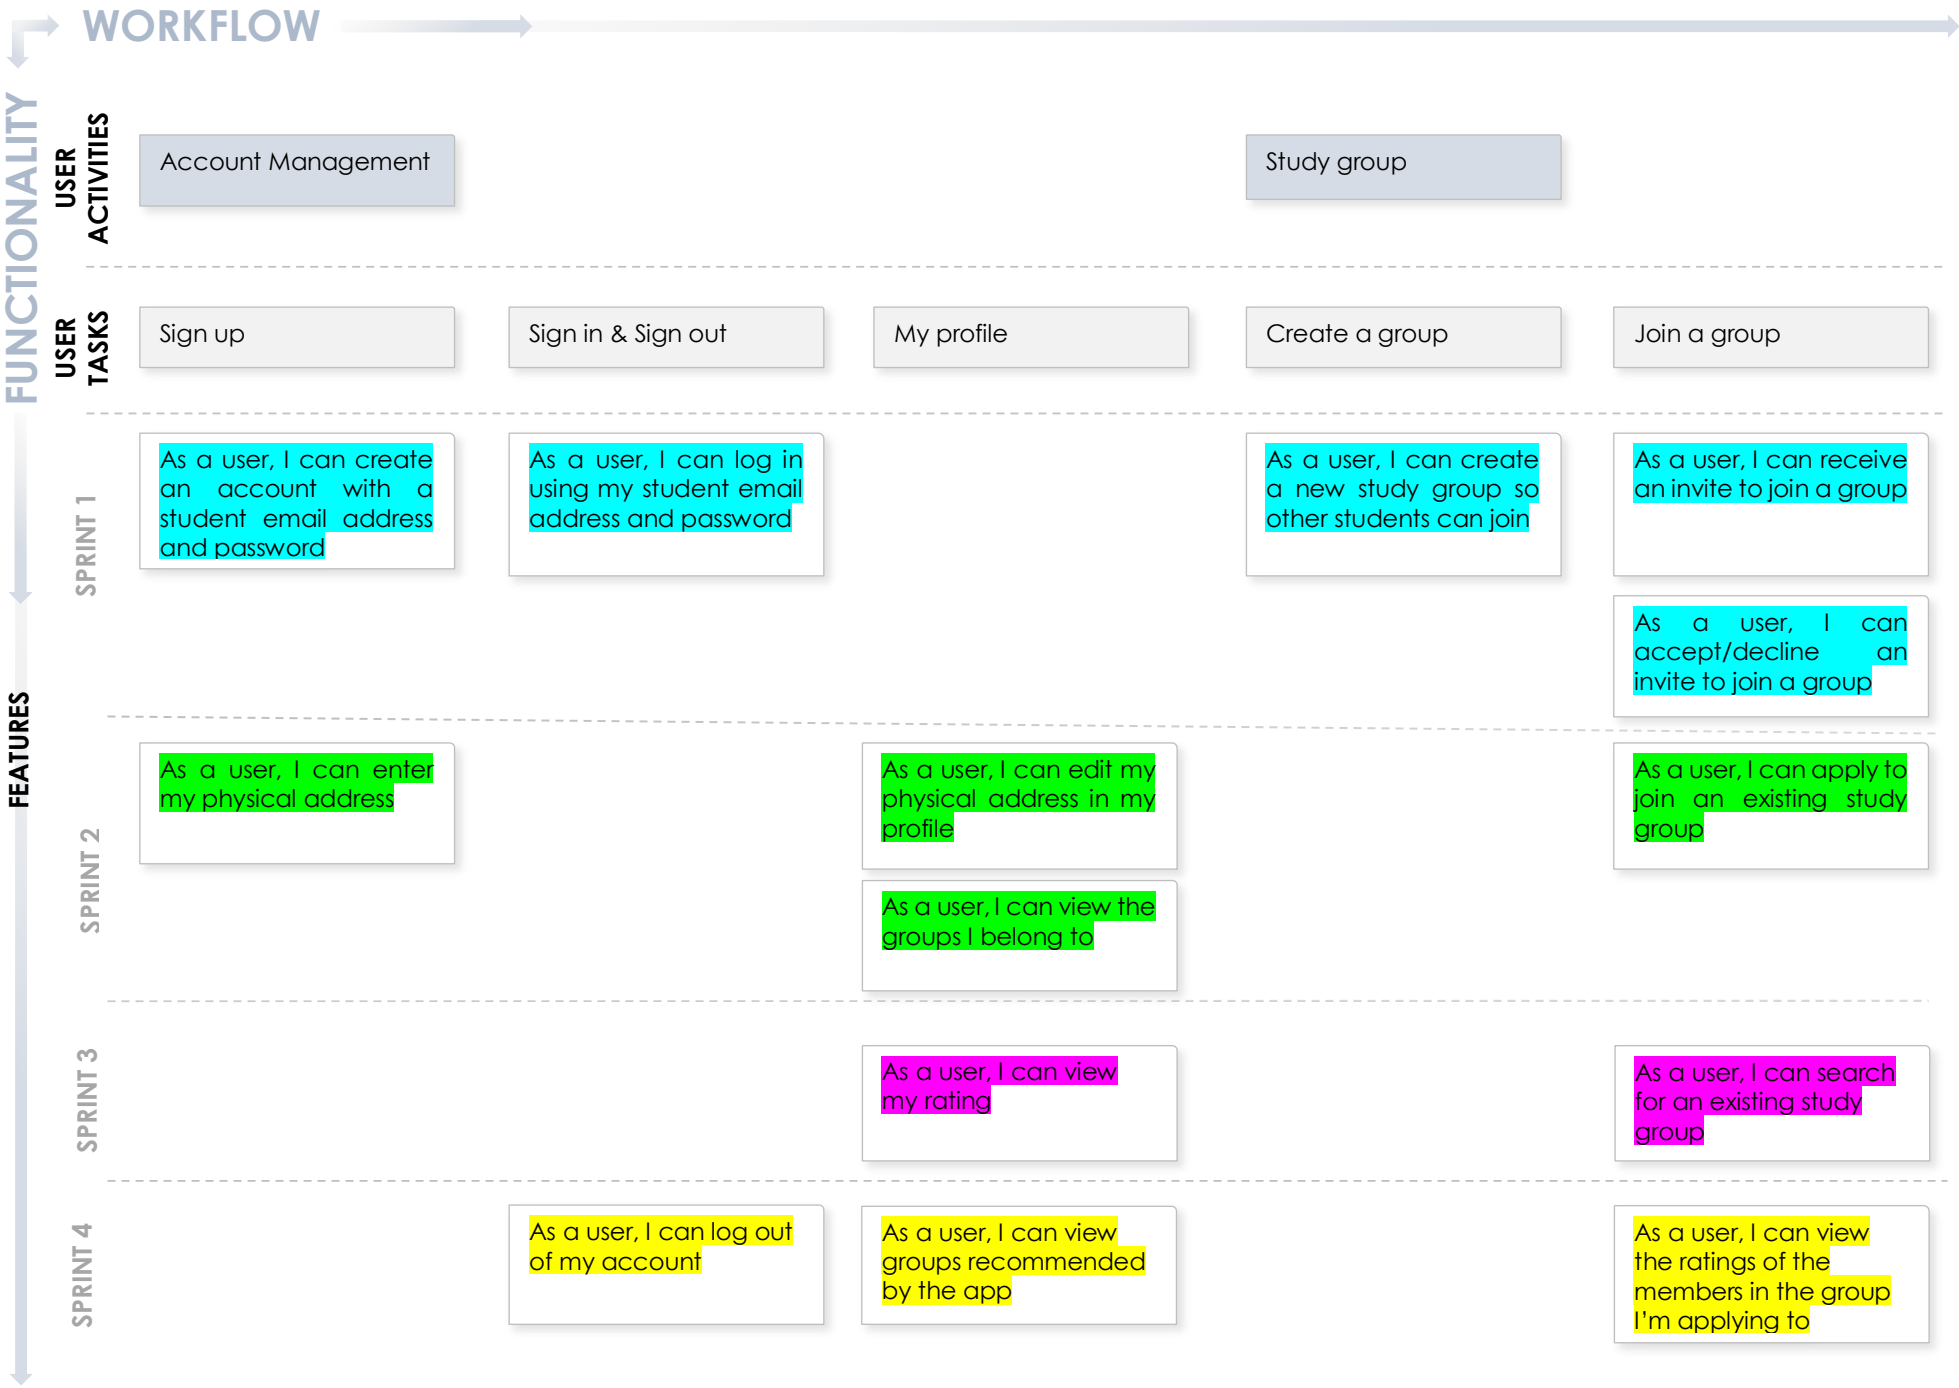 WORKFLOW
FUNCTIONALITY
USER
ACTIVITIES
Account Management
Study group
USER
TASKS
Sign up
Sign in & Sign out
My profile
Create a group
Join a group
FEATURES
SPRINT 1
As a user, I can create
an account with a
student email address
and password
As a user, I can log in
using my student email
address and password
As a user, I can create
a new study group so
other students can join
As a user, I can receive
an invite to join a group
As a user, I can
accept/decline an
invite to join a group
SPRINT 2
As a user, I can enter
my physical address
As a user, I can edit my
physical address in my
profile
As a user, I can view the
groups I belong to
As a user, I can apply to
join an existing study
group
SPRINT 3
As a user, I can view
my rating
As a user, I can search
for an existing study
group
SPRINT 4
As a user, I can log out
of my account
As a user, I can view
groups recommended
by the app
As a user, I can view
the ratings of the
members in the group
I'm applying to